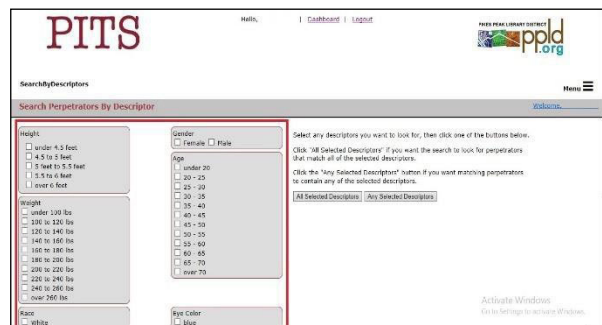 PITS
Hello, | Dashboard | Logout
PIKES PEAK LIBRARY DISTRICT
ppld
.org
SearchByDescriptors
Menu
Search Perpetrators By Descriptor
Welcome,
Height
under 4.5 feet
4.5 to 5 feet
5 feet to 5.5 feet
5.5 to 6 feet
over 6 feet
Weight
under 100 lbs
100 to 120 lbs
120 to 140 lbs
140 to 160 lbs
160 to 180 lbs
180 to 200 lbs
200 to 220 lbs
220 to 240 lbs
240 to 260 lbs
over 260 lbs
Race
White
Gender
Female Male
Age
under 20
20 - 25
25 - 30
30 - 35
35 - 40
40 - 45
45 - 50
50 - 55
55 - 60
60 - 65
65 - 70
over 70
Eye Color
blue
Select any descriptors you want to look for, then click one of the buttons below.
Click "All Selected Descriptors" if you want the search to look for perpetrators
that match all of the selected descriptors.
Click the "Any Selected Descriptors" button if you want matching perpetrators
to contain any of the selected descriptors.
All Selected Descriptors Any Selected Descriptors
Activate Windows
Go to Settings to activate Windows.